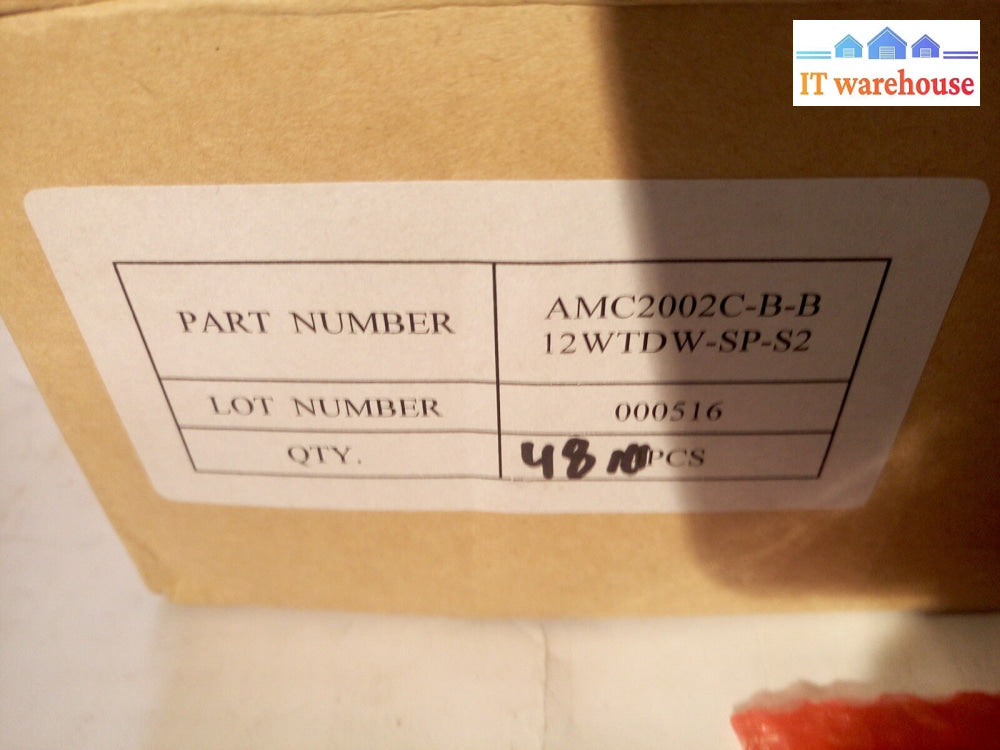 IT warehouse
PART NUMBER
AMC2002C-B-B
12WTDW-SP-S2
LOT NUMBER
000516
QTY.
48 PCS